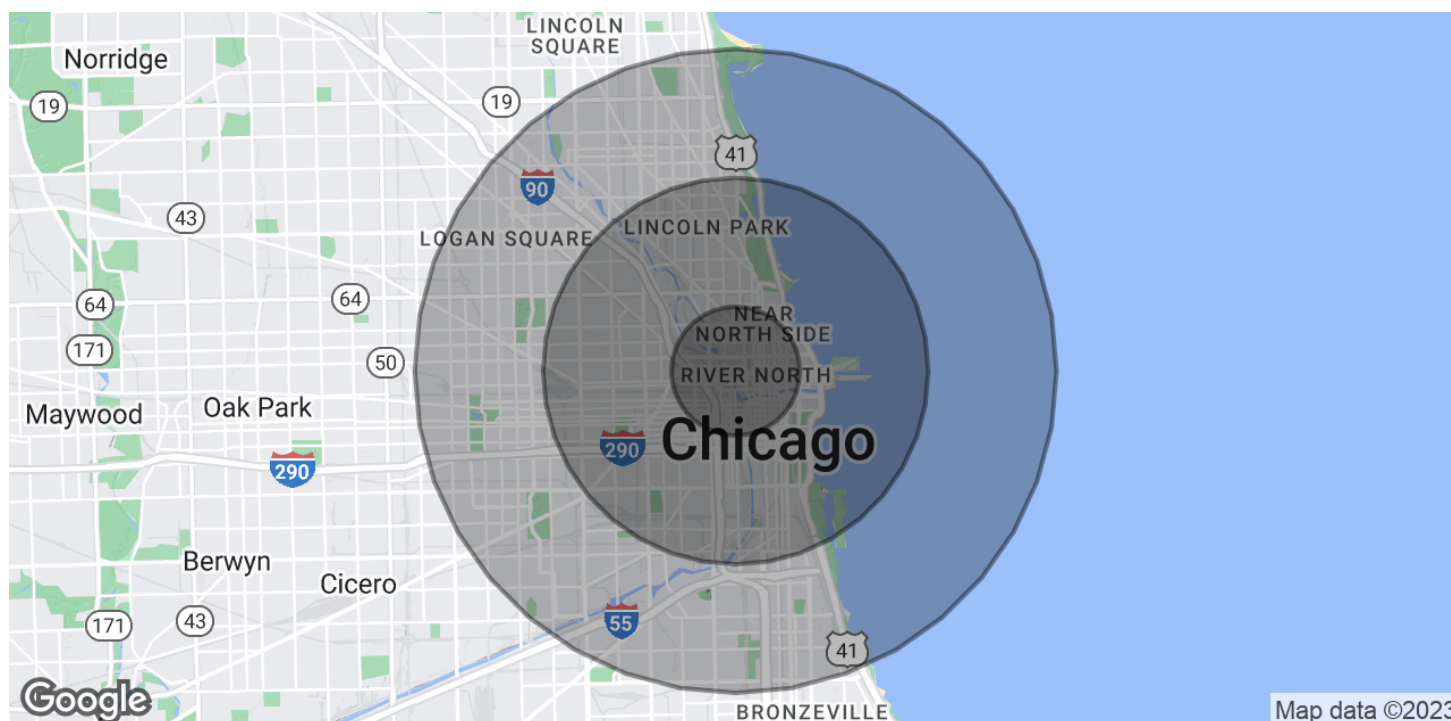 LINCOLN
SQUARE
Norridge
19
19
41
90
43
LINCOLN PARK
LOGAN SQUARE
64
64
NEAR
NORTH SIDE
171
50
RIVER NORTH
Maywood
Oak Park
Chicago
290
290
Berwyn
Cicero
171
43
55
41
Google
BRONZEVILLE
Map data ©2023